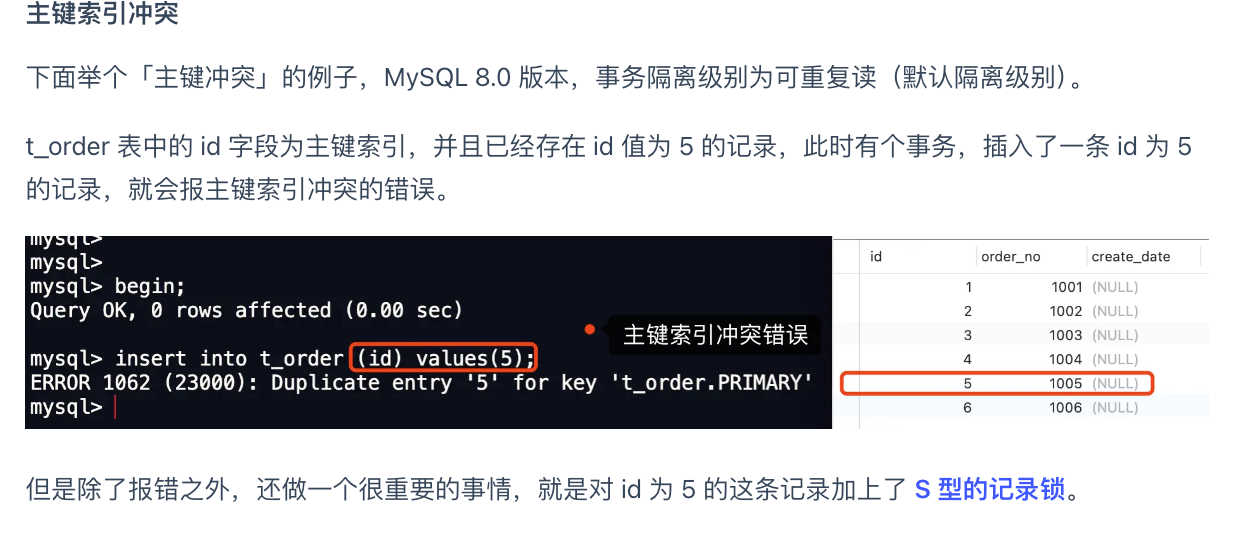 主键索引冲突
下面举个「主键冲突」的例子，MySQL 8.0 版本，事务隔离级别为可重复读（默认隔离级别）。
t_order 表中的 id 字段为主键索引，并且已经存在 id 值为 5 的记录，此时有个事务，插入了一条 id 为 5
的记录，就会报主键索引冲突的错误。
mysql>
mysql>
mysql> begin;
Query OK, 0 rows affected (0.00 sec)
主键索引冲突错误
mysql> insert into t_order (id) values(5);
ERROR 1062 (23000): Duplicate entry '5' for key 't_order.PRIMARY'
mysql>
id order_no create_date
1 1001 (NULL)
2 1002 (NULL)
3 1003 (NULL)
4 1004 (NULL)
5 1005 (NULL)
6 1006 (NULL)
但是除了报错之外，还做一个很重要的事情，就是对 id 为 5 的这条记录加上了 S 型的记录锁。